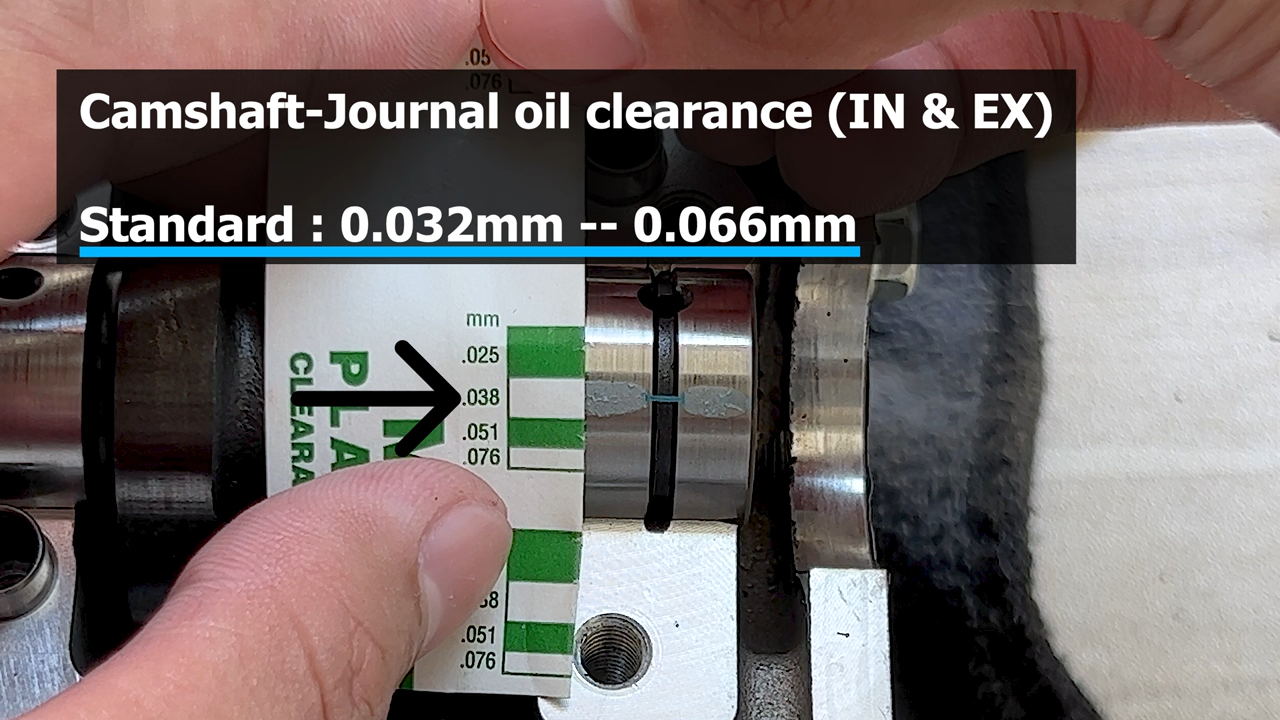 .05
.076
Camshaft-Journal oil clearance (IN & EX)
Standard : 0.032mm -- 0.066mm
mm
.025
.038
.051
.076
PLA
CLEARA
.051
.076